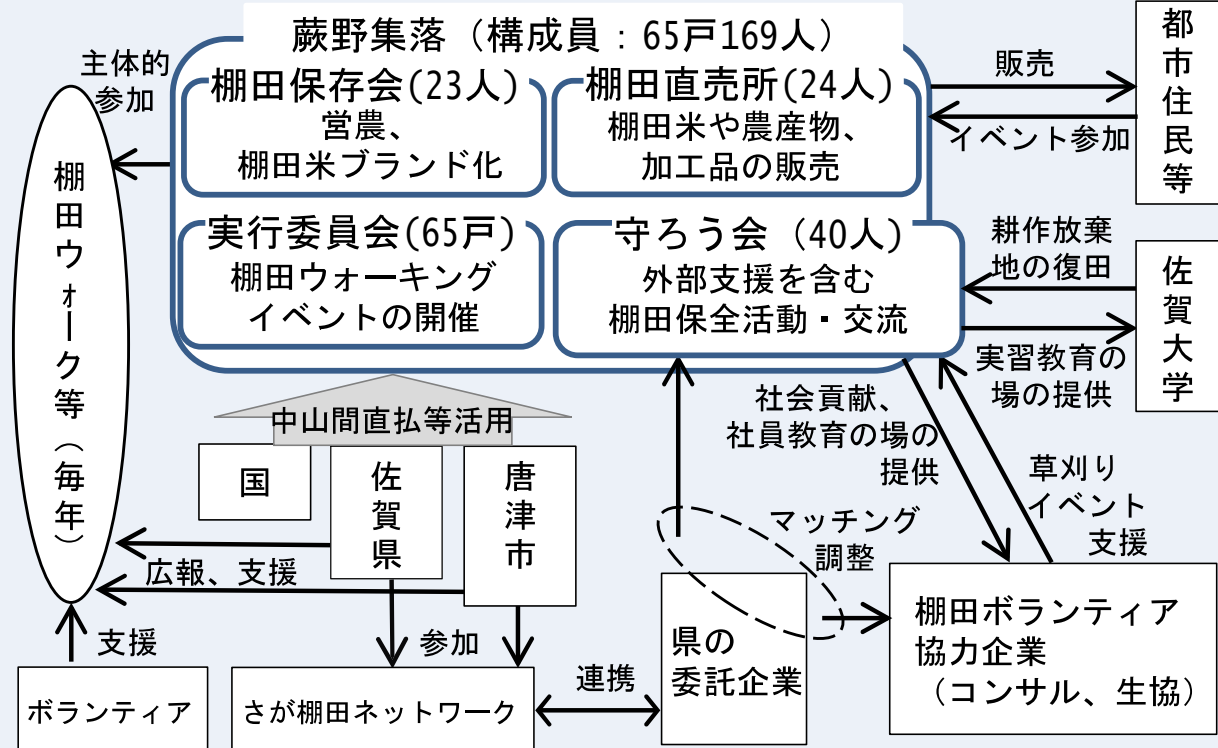 蕨野集落（構成員：65戸169人）
棚田保存会(23人)
営農、
棚田米ブランド化
棚田直売所(24人)
棚田米や農産物、
加工品の販売
実行委員会(65戸)
棚田ウォーキング
イベントの開催
守ろう会（40人）
外部支援を含む
棚田保全活動・交流
主体的
参加
棚田ウォーク等（毎年）
販売
イベント参加
都市住民等
耕作放棄
地の復田
佐賀大学
実習教育の
場の提供
中山間直払等活用
国
佐賀県
唐津市
社会貢献、
社員教育の場の
提供
草刈り
イベント
支援
マッチング
調整
広報、支援
支援
参加
連携
ボランティア
さが棚田ネットワーク
県の
委託企業
棚田ボランティア
協力企業
（コンサル、生協）